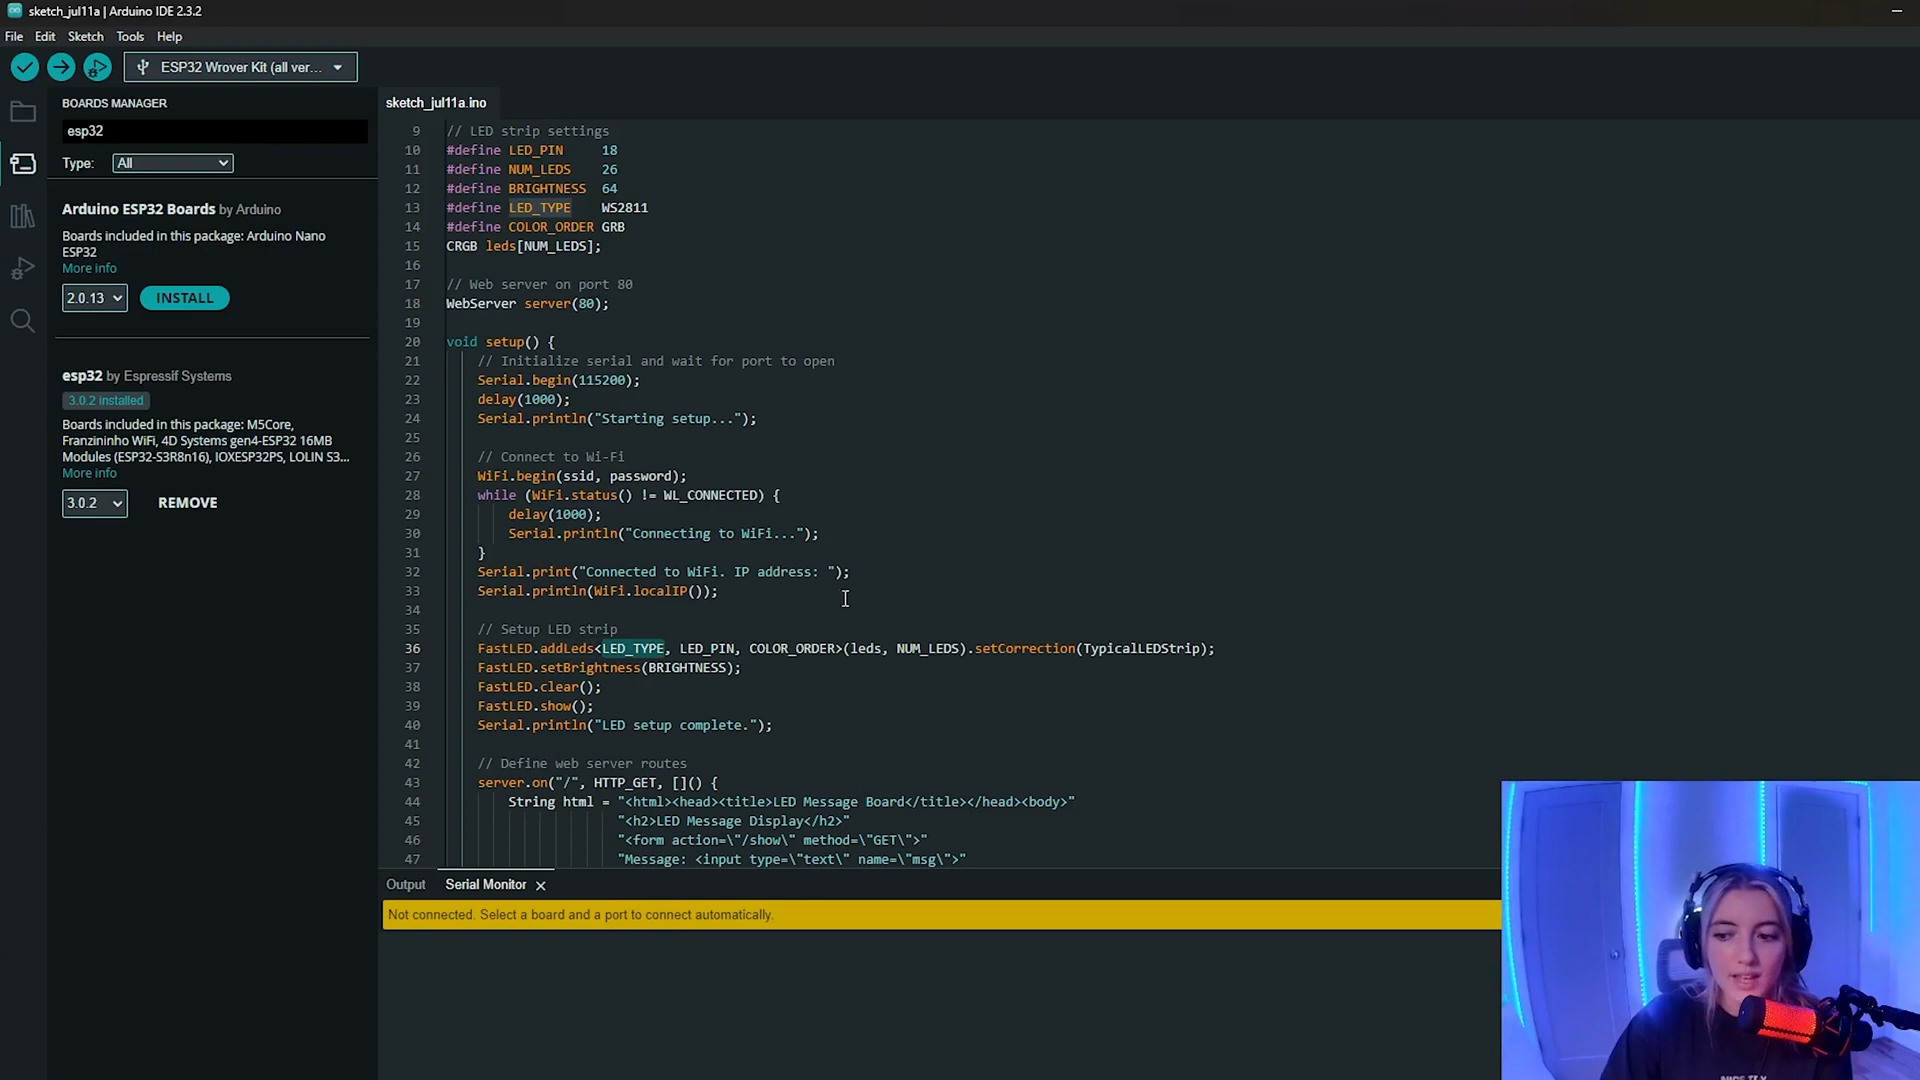 sketch_jul11a | Arduino IDE 2.3.2
File Edit Sketch Tools Help
ESP32 Wrover Kit (all ver...
BOARDS MANAGER
esp32
Type: All
Arduino ESP32 Boards by Arduino
Boards included in this package: Arduino Nano
ESP32
More info
2.0.13 INSTALL
esp32 by Espressif Systems
3.0.2 installed
Boards included in this package: M5Core,
Franzininho WiFi, 4D Systems gen4-ESP32 16MB
Modules (ESP32-S3R8n16), IOXESP32PS, LOLIN S3...
More info
3.0.2 REMOVE
sketch_jul11a.ino
9 // LED strip settings
10 #define LED_PIN 18
11 #define NUM_LEDS 26
12 #define BRIGHTNESS 64
13 #define LED_TYPE WS2811
14 #define COLOR_ORDER GRB
15 CRGB leds[NUM_LEDS];
16
17 // Web server on port 80
18 WebServer server(80);
19
20 void setup() {
21 // Initialize serial and wait for port to open
22 Serial.begin(115200);
23 delay(1000);
24 Serial.println("Starting setup...");
25
26 // Connect to Wi-Fi
27 WiFi.begin(ssid, password);
28 while (WiFi.status() != WL_CONNECTED) {
29 delay(1000);
30 Serial.println("Connecting to WiFi...");
31 }
32 Serial.print("Connected to WiFi. IP address: ");
33 Serial.println(WiFi.localIP());
34
35 // Setup LED strip
36 FastLED.addLeds<LED_TYPE, LED_PIN, COLOR_ORDER>(leds, NUM_LEDS).setCorrection(TypicalLEDStrip);
37 FastLED.setBrightness(BRIGHTNESS);
38 FastLED.clear();
39 FastLED.show();
40 Serial.println("LED setup complete.");
41
42 // Define web server routes
43 server.on("/", HTTP_GET, []() {
44 String html = "<html><head><title>LED Message Board</title></head><body>"
45 "<h2>LED Message Display</h2>"
46 "<form action=\"/show\" method=\"GET\">"
47 "Message: <input type=\"text\" name=\"msg\">"
Output Serial Monitor
Not connected. Select a board and a port to connect automatically.